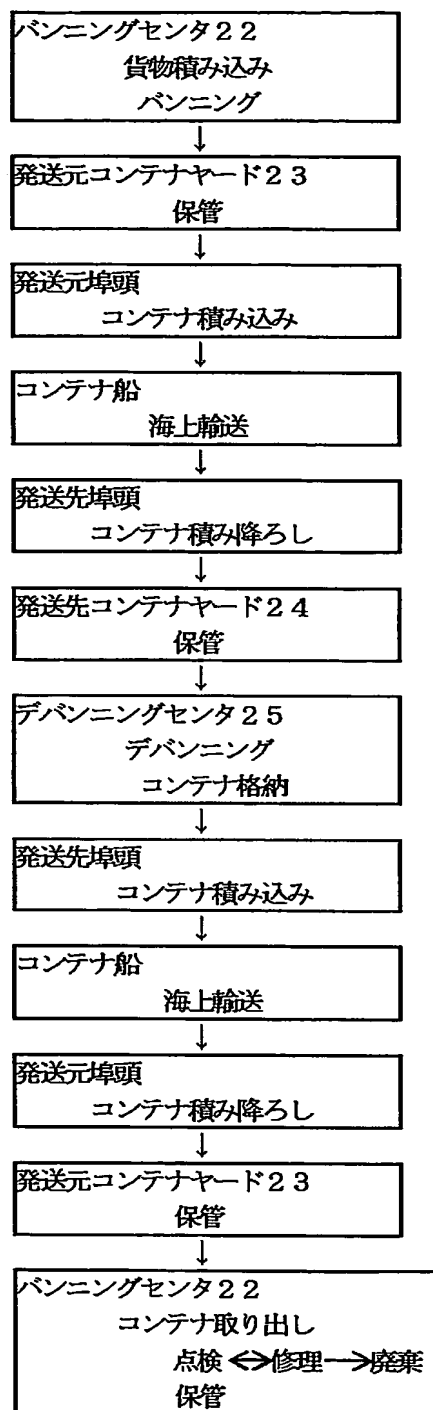 バンニングセンタ２２
貨物積み込み
バンニング
↓
発送元コンテナヤード２３
保管
↓
発送元埠頭
コンテナ積み込み
↓
コンテナ船
海上輸送
↓
発送先埠頭
コンテナ積み降ろし
↓
発送先コンテナヤード２４
保管
↓
デバンニングセンタ２５
デバンニング
コンテナ格納
↓
発送先埠頭
コンテナ積み込み
↓
コンテナ船
海上輸送
↓
発送元埠頭
コンテナ積み降ろし
↓
発送元コンテナヤード２３
保管
↓
バンニングセンタ２２
コンテナ取り出し
点検⟷修理→廃棄
保管